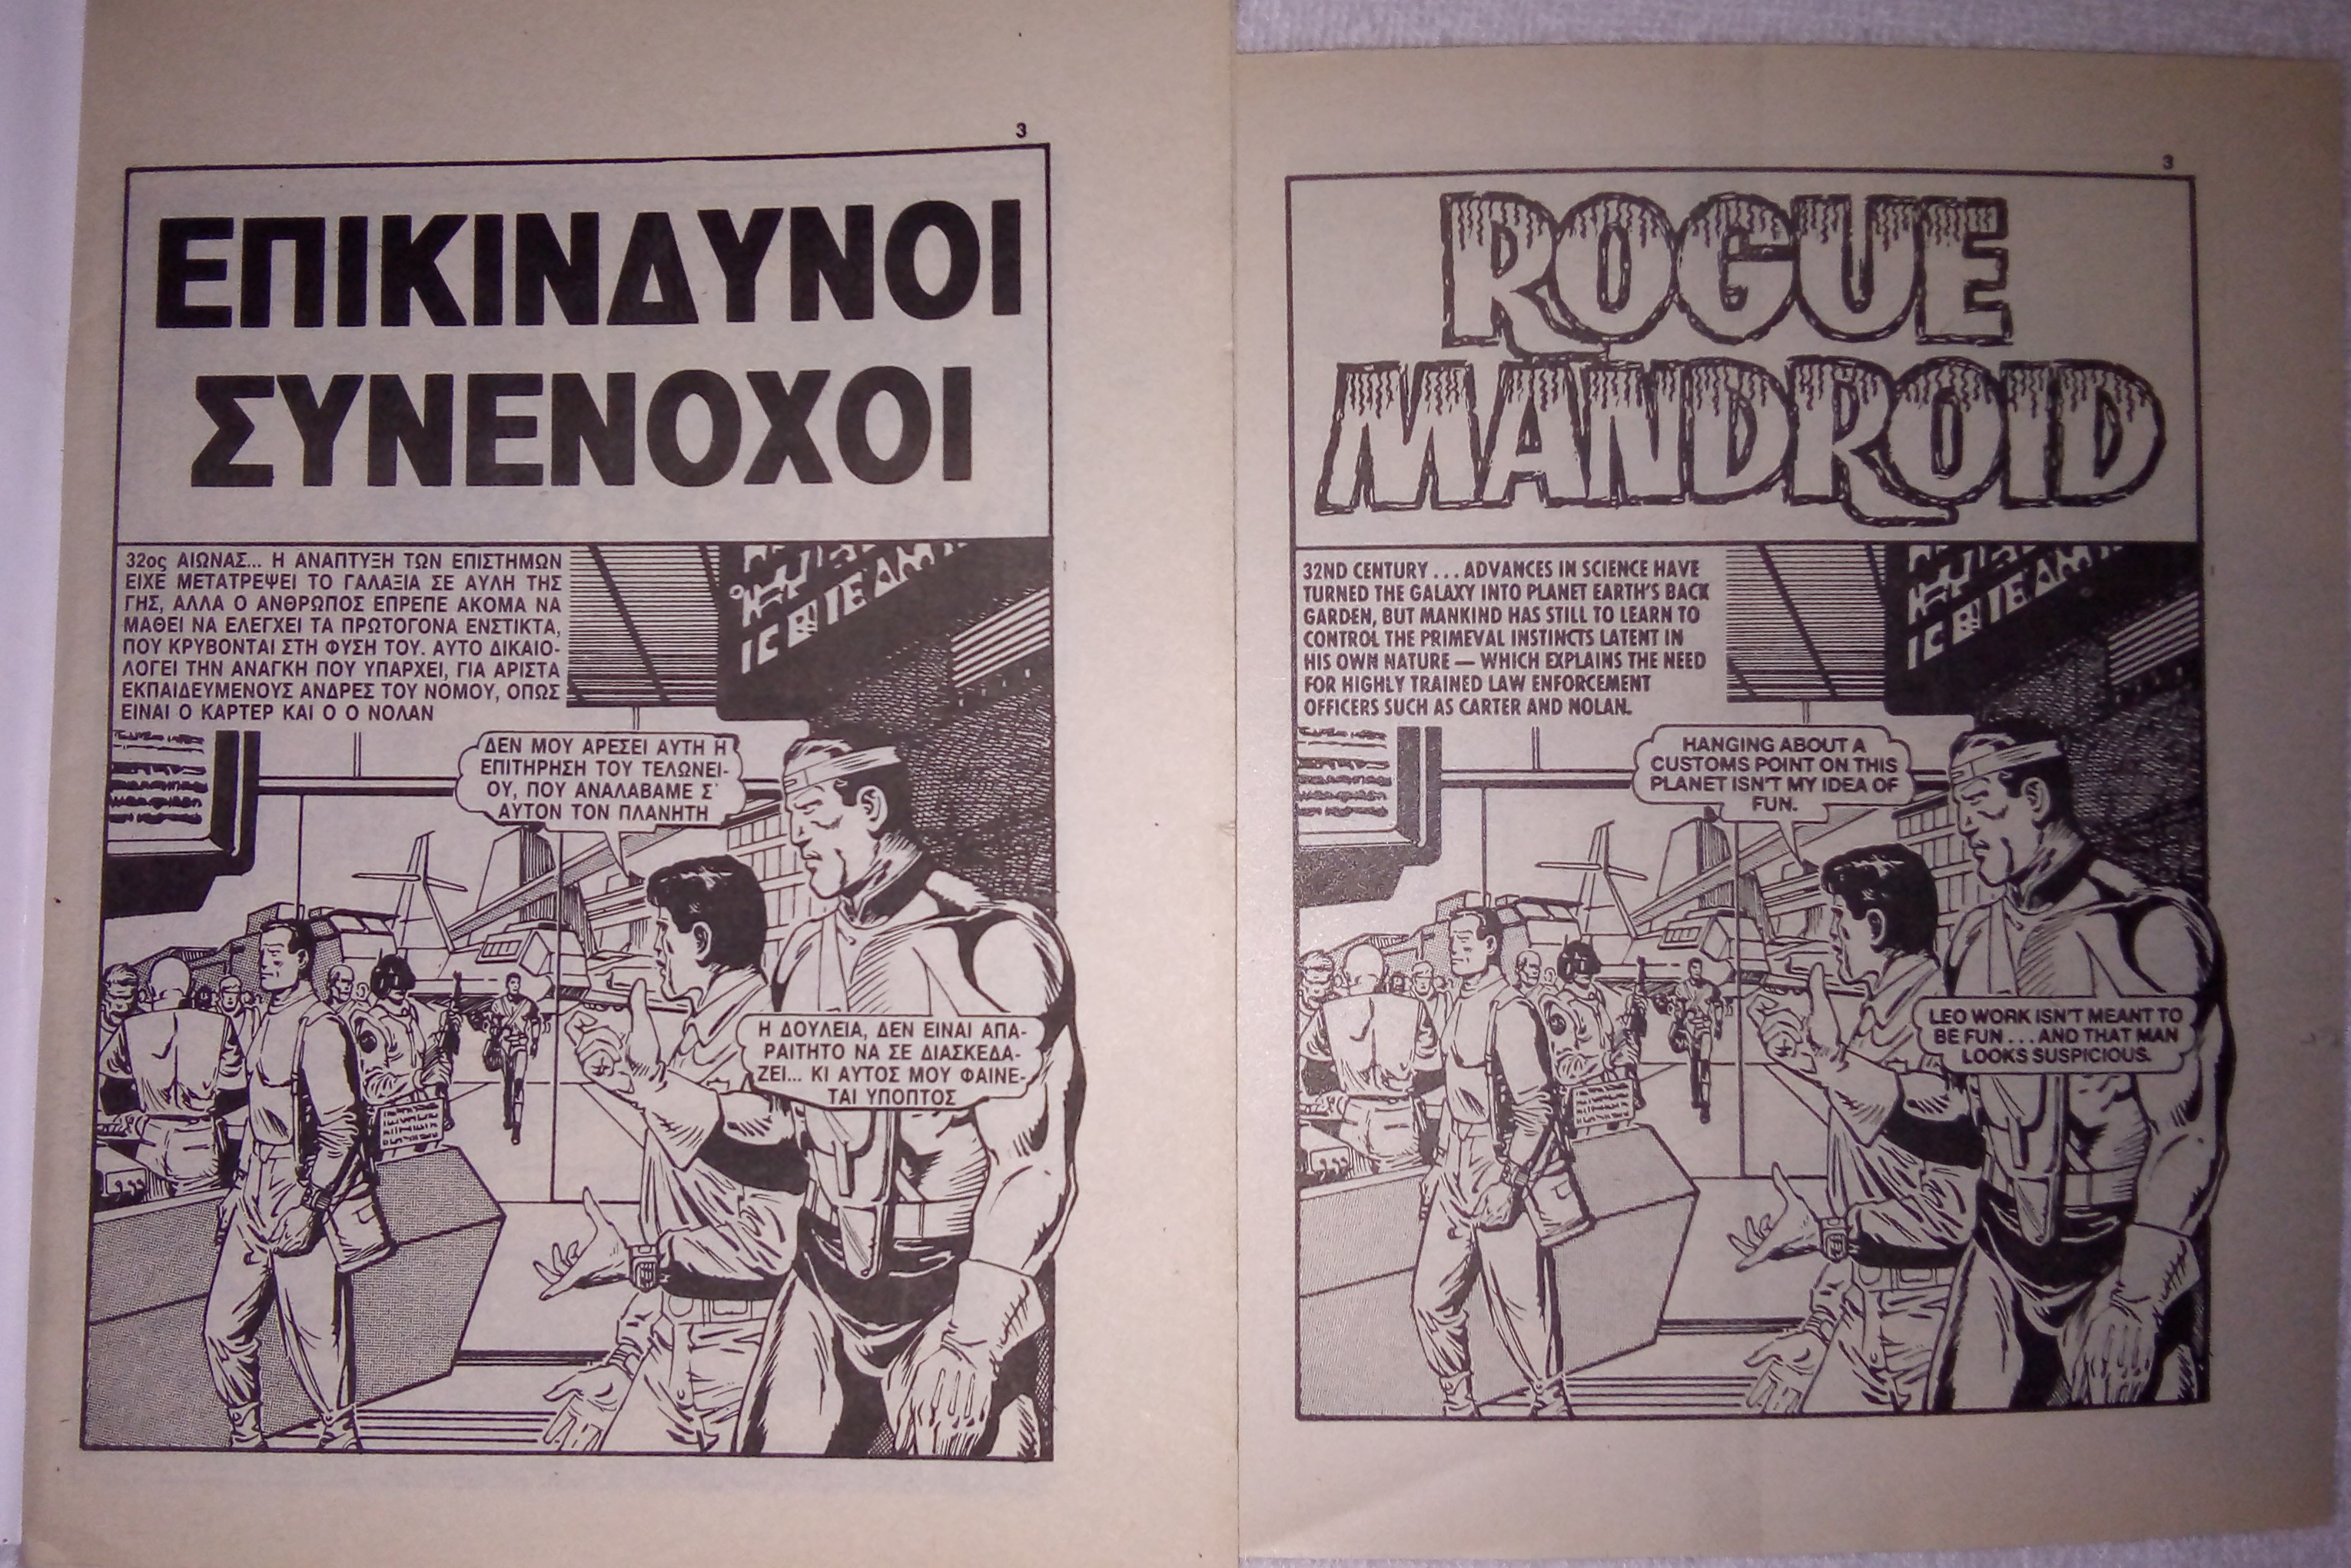 3
ΕΠΙΚΙΝΔΥΝΟΙ
ΣΥΝΕΝΟΧΟΙ
32ος ΑΙΩΝΑΣ... Η ΑΝΑΠΤΥΞΗ ΤΩΝ ΕΠΙΣΤΗΜΩΝ
ΕΙΧΕ ΜΕΤΑΤΡΕΨΕΙ ΤΟ ΓΑΛΑΞΙΑ ΣΕ ΑΥΛΗ ΤΗΣ
ΓΗΣ, ΑΛΛΑ Ο ΑΝΘΡΩΠΟΣ ΕΠΡΕΠΕ ΑΚΟΜΑ ΝΑ
ΜΑΘΕΙ ΝΑ ΕΛΕΓΧΕΙ ΤΑ ΠΡΩΤΟΓΟΝΑ ΕΝΣΤΙΚΤΑ,
ΠΟΥ ΚΡΥΒΟΝΤΑΙ ΣΤΗ ΦΥΣΗ ΤΟΥ. ΑΥΤΟ ΔΙΚΑΙΟ-
ΛΟΓΕΙ ΤΗΝ ΑΝΑΓΚΗ ΠΟΥ ΥΠΑΡΧΕΙ, ΓΙΑ ΑΡΙΣΤΑ
ΕΚΠΑΙΔΕΥΜΕΝΟΥΣ ΑΝΔΡΕΣ ΤΟΥ ΝΟΜΟΥ, ΟΠΩΣ
ΕΙΝΑΙ Ο ΚΑΡΤΕΡ ΚΑΙ Ο Ο ΝΟΛΑΝ
ΔΕΝ ΜΟΥ ΑΡΕΣΕΙ ΑΥΤΗ Η
ΕΠΙΤΗΡΗΣΗ ΤΟΥ ΤΕΛΩΝΕΙ-
ΟΥ, ΠΟΥ ΑΝΑΛΑΒΑΜΕ Σ'
ΑΥΤΟΝ ΤΟΝ ΠΛΑΝΗΤΗ
Η ΔΟΥΛΕΙΑ, ΔΕΝ ΕΙΝΑΙ ΑΠΑ-
ΡΑΙΤΗΤΟ ΝΑ ΣΕ ΔΙΑΣΚΕΔΑ-
ΖΕΙ... ΚΙ ΑΥΤΟΣ ΜΟΥ ΦΑΙΝΕ-
ΤΑΙ ΥΠΟΠΤΟΣ
3
ROGUE
MANDROID
32ND CENTURY . . . ADVANCES IN SCIENCE HAVE
TURNED THE GALAXY INTO PLANET EARTH'S BACK
GARDEN, BUT MANKIND HAS STILL TO LEARN TO
CONTROL THE PRIMEVAL INSTINCTS LATENT IN
HIS OWN NATURE — WHICH EXPLAINS THE NEED
FOR HIGHLY TRAINED LAW ENFORCEMENT
OFFICERS SUCH AS CARTER AND NOLAN.
HANGING ABOUT A
CUSTOMS POINT ON THIS
PLANET ISN'T MY IDEA OF
FUN.
LEO WORK ISN'T MEANT TO
BE FUN . . . AND THAT MAN
LOOKS SUSPICIOUS.